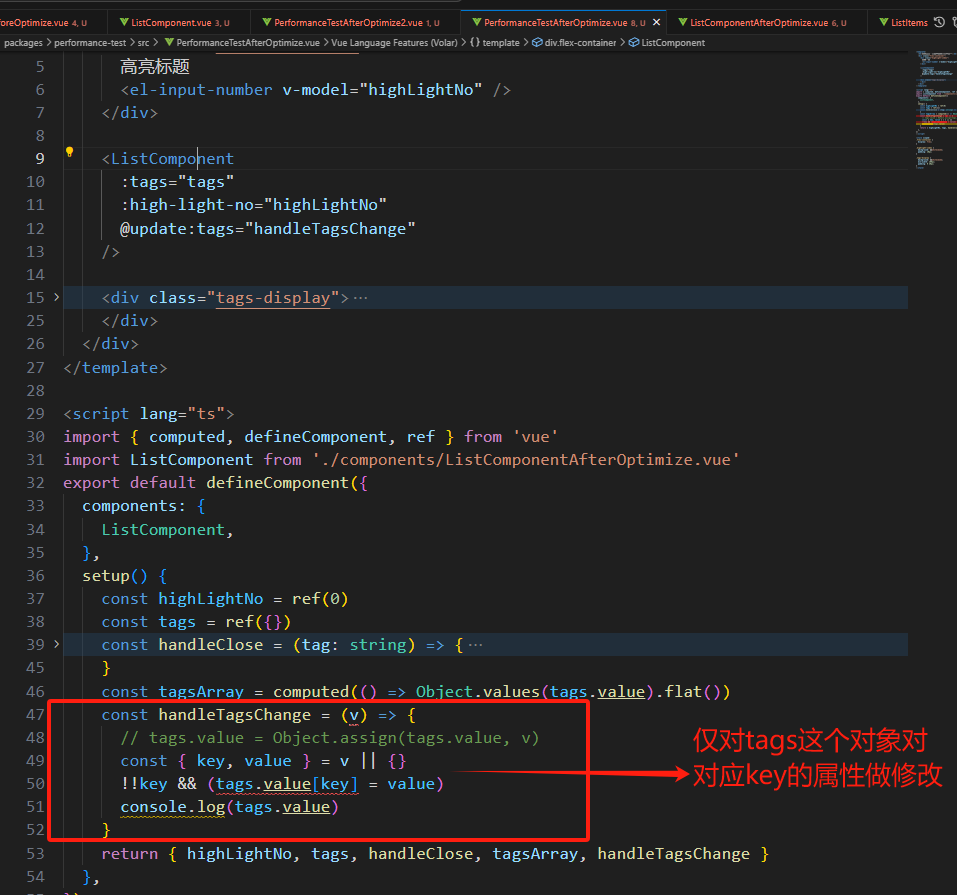 oreOptimize.vue 4, U ListComponent.vue 3, U PerformanceTestAfterOptimize2.vue 1, U PerformanceTestAfterOptimize.vue 8, U × ListComponentAfterOptimize.vue 6, U ListItems
packages > performance-test > src > PerformanceTestAfterOptimize.vue > Vue Language Features (Volar) > {} template > div.flex-container > ListComponent
5 高亮标题
6 <el-input-number v-model="highLightNo" />
7 </div>
8
9 <ListComponent
10 :tags="tags"
11 :high-light-no="highLightNo"
12 @update:tags="handleTagsChange"
13 />
14
15 > <div class="tags-display"> ···
25 </div>
26 </div>
27 </template>
28
29 <script lang="ts">
30 import { computed, defineComponent, ref } from 'vue'
31 import ListComponent from './components/ListComponentAfterOptimize.vue'
32 export default defineComponent({
33 components: {
34 ListComponent,
35 },
36 setup() {
37 const highLightNo = ref(0)
38 const tags = ref({})
39 > const handleClose = (tag: string) => { ···
45 }
46 const tagsArray = computed(() => Object.values(tags.value).flat())
47 const handleTagsChange = (v) => {
48 // tags.value = Object.assign(tags.value, v)
49 const { key, value } = v || {}
50 !!key && (tags.value[key] = value)
51 console.log(tags.value)
52 }
53 return { highLightNo, tags, handleClose, tagsArray, handleTagsChange }
54 },
仅对tags这个对象对
对应key的属性做修改